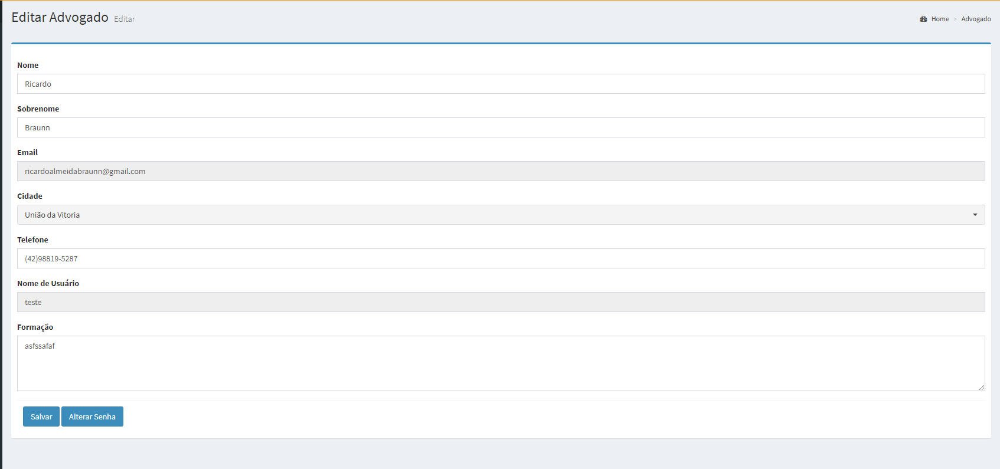 Editar Advogado Editar
Home > Advogado
Nome
Ricardo
Sobrenome
Braunn
Email
ricardoalmeidabraunn@gmail.com
Cidade
União da Vitoria
Telefone
(42)98819-5287
Nome de Usuário
teste
Formação
asfssafaf
Salvar Alterar Senha